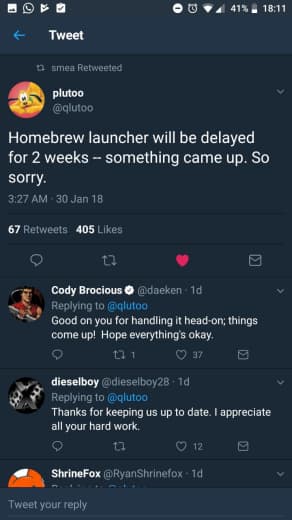 41% 18:11
Tweet
smea Retweeted
plutoo
@qlutoo
Homebrew launcher will be delayed
for 2 weeks -- something came up. So
sorry.
3:27 AM · 30 Jan 18
67 Retweets 405 Likes
Cody Brocious @daeken · 1d
Replying to @qlutoo
Good on you for handling it head-on; things
come up! Hope everything's okay.
1 37
dieselboy @dieselboy28 · 1d
Replying to @qlutoo
Thanks for keeping us up to date. I appreciate
all your hard work.
12
ShrineFox @RyanShrinefox · 1d
Tweet your reply